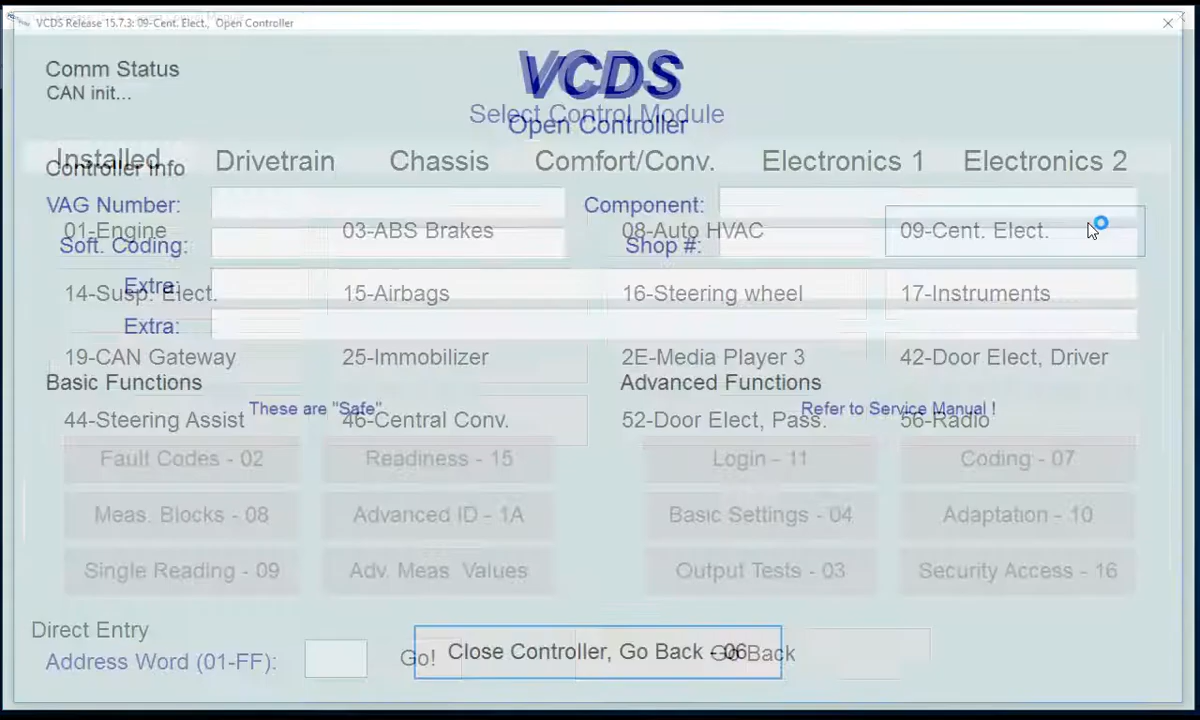 VCDS Release 15.7.3: 09-Cent. Elect., Open Controller
Comm Status
CAN init...
VCDS
Select Control Module
Open Controller
Installed Drivetrain Chassis Comfort/Conv. Electronics 1 Electronics 2
Controller Info
VAG Number: Component:
01-Engine 03-ABS Brakes 08-Auto HVAC 09-Cent. Elect.
Soft. Coding: Shop #:
Extra:
14-Susp. Elect. 15-Airbags 16-Steering wheel 17-Instruments
Extra:
19-CAN Gateway 25-Immobilizer 2E-Media Player 3 42-Door Elect, Driver
Basic Functions Advanced Functions
These are "Safe" Refer to Service Manual !
44-Steering Assist 46-Central Conv. 52-Door Elect, Pass. 56-Radio
Fault Codes - 02 Readiness - 15 Login - 11 Coding - 07
Meas. Blocks - 08 Advanced ID - 1A Basic Settings - 04 Adaptation - 10
Single Reading - 09 Adv. Meas. Values Output Tests - 03 Security Access - 16
Direct Entry
Address Word (01-FF): Go! Close Controller, Go Back - 06 Go Back